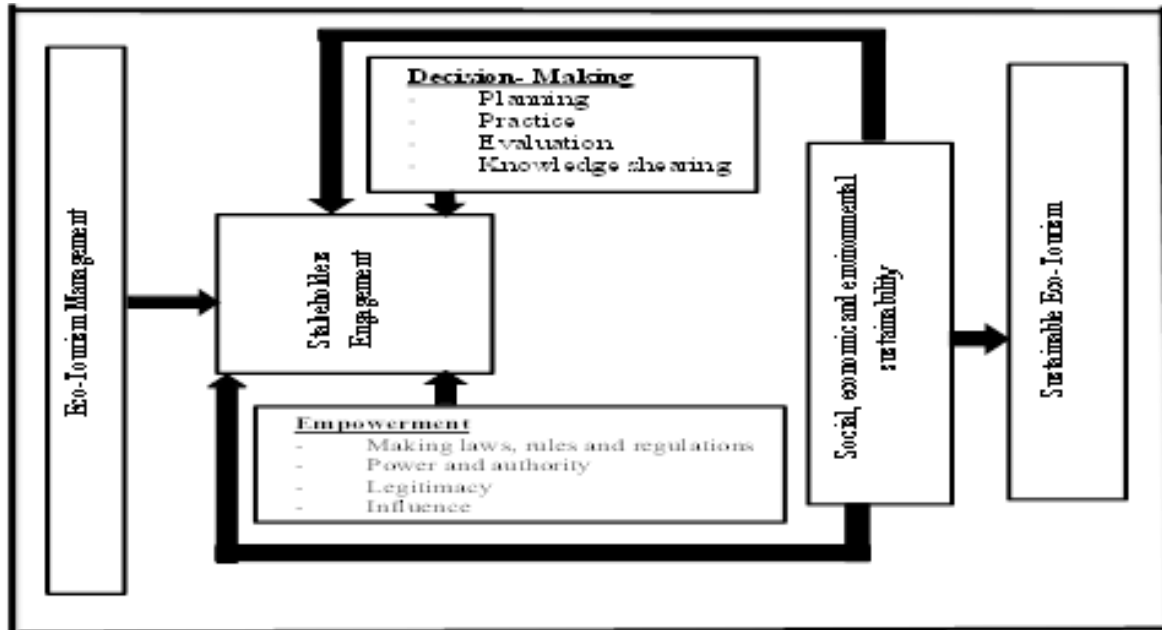 Eco-Tourism Management
Decision- Making
- Planning
- Practice
- Evaluation
- Knowledge shearing
Stakeholders
Engagement
Empowerment
- Making laws, rules and regulations
- Power and authority
- Legitimacy
- Influence
Social, economic and environmental
sustainability
Sustainable Eco-Tourism